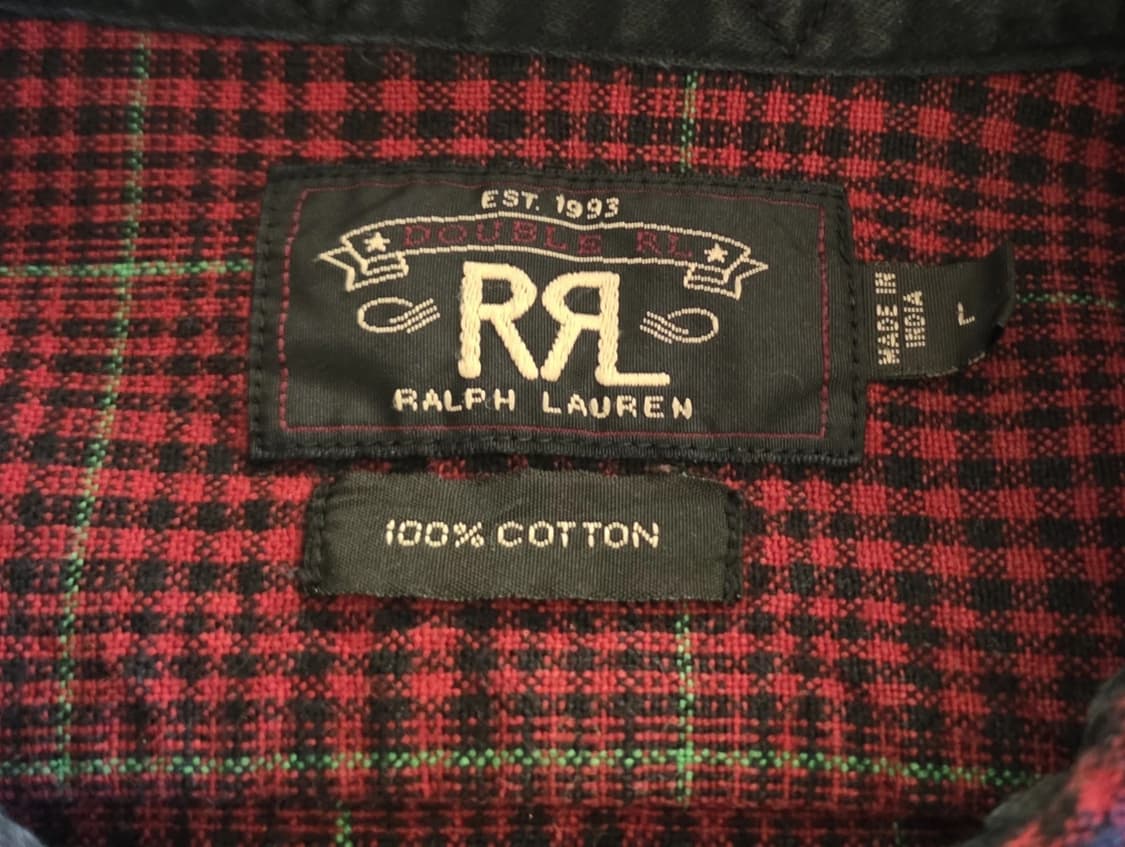 EST. 1993
DOUBLE RL
RRL
RALPH LAUREN
MADE IN
INDIA
L
100% COTTON